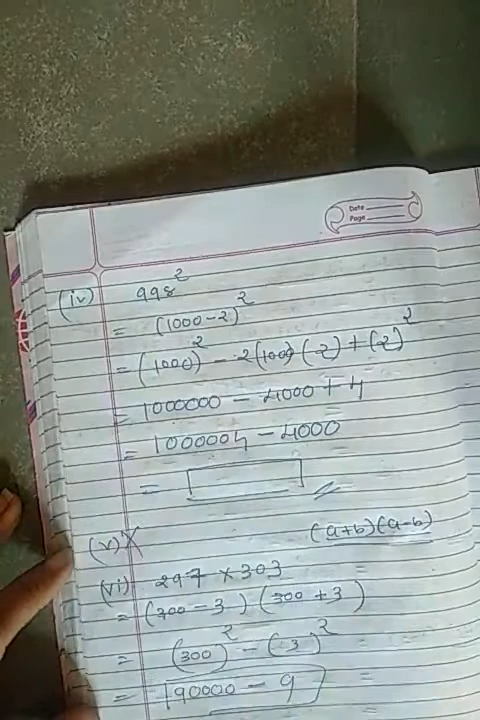 Date
Page
(iv) 998²
= (1000-2)²
= (1000)² - 2(1000)(2) + (2)²
= 1000000 - 4000 + 4
= 1000004 - 4000
=
(v) X
(a+b)(a-b)
(vi) 297 × 303
= (300-3) (300+3)
= (300)² - (3)²
= 90000 - 9